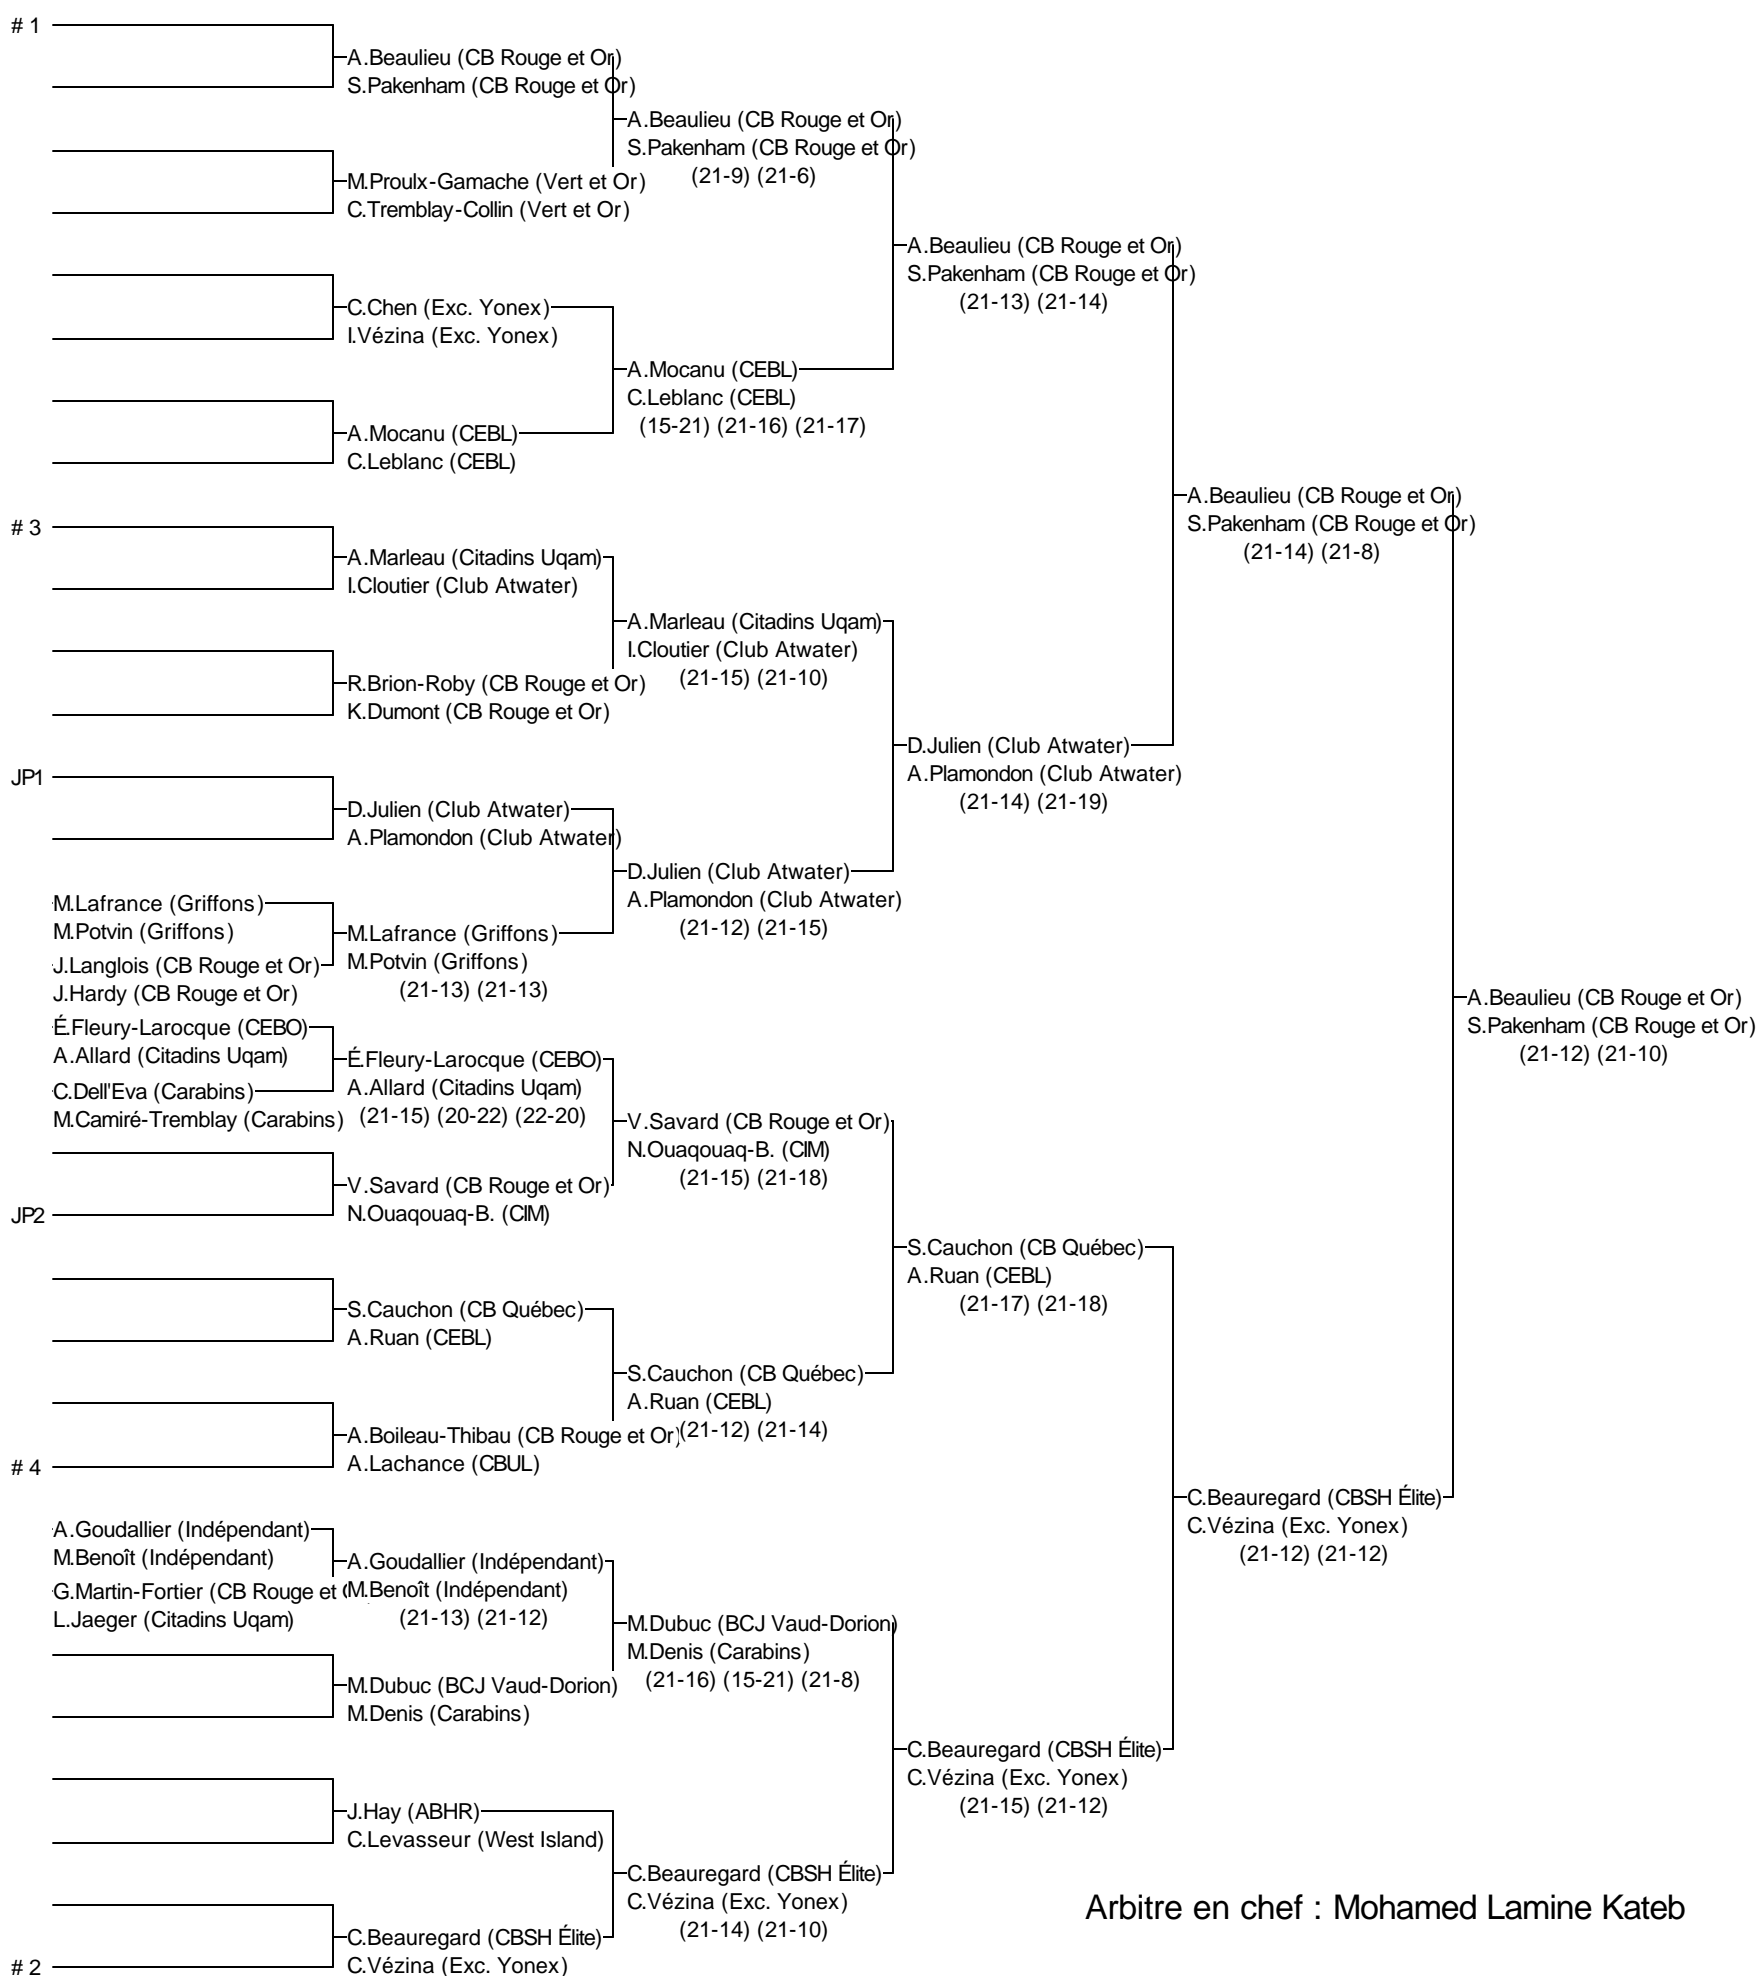 # 1
A.Beaulieu (CB Rouge et Or)
S.Pakenham (CB Rouge et Or)
M.Proulx-Gamache (Vert et Or)
C.Tremblay-Collin (Vert et Or)
C.Chen (Exc. Yonex)
I.Vézina (Exc. Yonex)
A.Mocanu (CEBL)
C.Leblanc (CEBL)
# 3
A.Marleau (Citadins Uqam)
I.Cloutier (Club Atwater)
R.Brion-Roby (CB Rouge et Or)
K.Dumont (CB Rouge et Or)
JP1
D.Julien (Club Atwater)
A.Plamondon (Club Atwater)
M.Lafrance (Griffons)
M.Potvin (Griffons)
J.Langlois (CB Rouge et Or)
J.Hardy (CB Rouge et Or)
M.Lafrance (Griffons)
M.Potvin (Griffons)
(21-13) (21-13)
É.Fleury-Larocque (CEBO)
A.Allard (Citadins Uqam)
C.Dell'Eva (Carabins)
M.Camiré-Tremblay (Carabins)
É.Fleury-Larocque (CEBO)
A.Allard (Citadins Uqam)
(21-15) (20-22) (22-20)
V.Savard (CB Rouge et Or)
N.Ouaqouaq-B. (CIM)
JP2
S.Cauchon (CB Québec)
A.Ruan (CEBL)
A.Boileau-Thibau (CB Rouge et Or)
A.Lachance (CBUL)
# 4
A.Goudallier (Indépendant)
M.Benoît (Indépendant)
G.Martin-Fortier (CB Rouge et
L.Jaeger (Citadins Uqam)
A.Goudallier (Indépendant)
M.Benoît (Indépendant)
(21-13) (21-12)
M.Dubuc (BCJ Vaud-Dorion)
M.Denis (Carabins)
J.Hay (ABHR)
C.Levasseur (West Island)
C.Beauregard (CBSH Élite)
C.Vézina (Exc. Yonex)
# 2
A.Beaulieu (CB Rouge et Or)
S.Pakenham (CB Rouge et Or)
(21-9) (21-6)
A.Mocanu (CEBL)
C.Leblanc (CEBL)
(15-21) (21-16) (21-17)
A.Marleau (Citadins Uqam)
I.Cloutier (Club Atwater)
(21-15) (21-10)
D.Julien (Club Atwater)
A.Plamondon (Club Atwater)
(21-12) (21-15)
V.Savard (CB Rouge et Or)
N.Ouaqouaq-B. (CIM)
(21-15) (21-18)
S.Cauchon (CB Québec)
A.Ruan (CEBL)
(21-12) (21-14)
M.Dubuc (BCJ Vaud-Dorion)
M.Denis (Carabins)
(21-16) (15-21) (21-8)
C.Beauregard (CBSH Élite)
C.Vézina (Exc. Yonex)
(21-14) (21-10)
A.Beaulieu (CB Rouge et Or)
S.Pakenham (CB Rouge et Or)
(21-13) (21-14)
D.Julien (Club Atwater)
A.Plamondon (Club Atwater)
(21-14) (21-19)
S.Cauchon (CB Québec)
A.Ruan (CEBL)
(21-17) (21-18)
C.Beauregard (CBSH Élite)
C.Vézina (Exc. Yonex)
(21-15) (21-12)
A.Beaulieu (CB Rouge et Or)
S.Pakenham (CB Rouge et Or)
(21-14) (21-8)
C.Beauregard (CBSH Élite)
C.Vézina (Exc. Yonex)
(21-12) (21-12)
A.Beaulieu (CB Rouge et Or)
S.Pakenham (CB Rouge et Or)
(21-12) (21-10)
Arbitre en chef : Mohamed Lamine Kateb